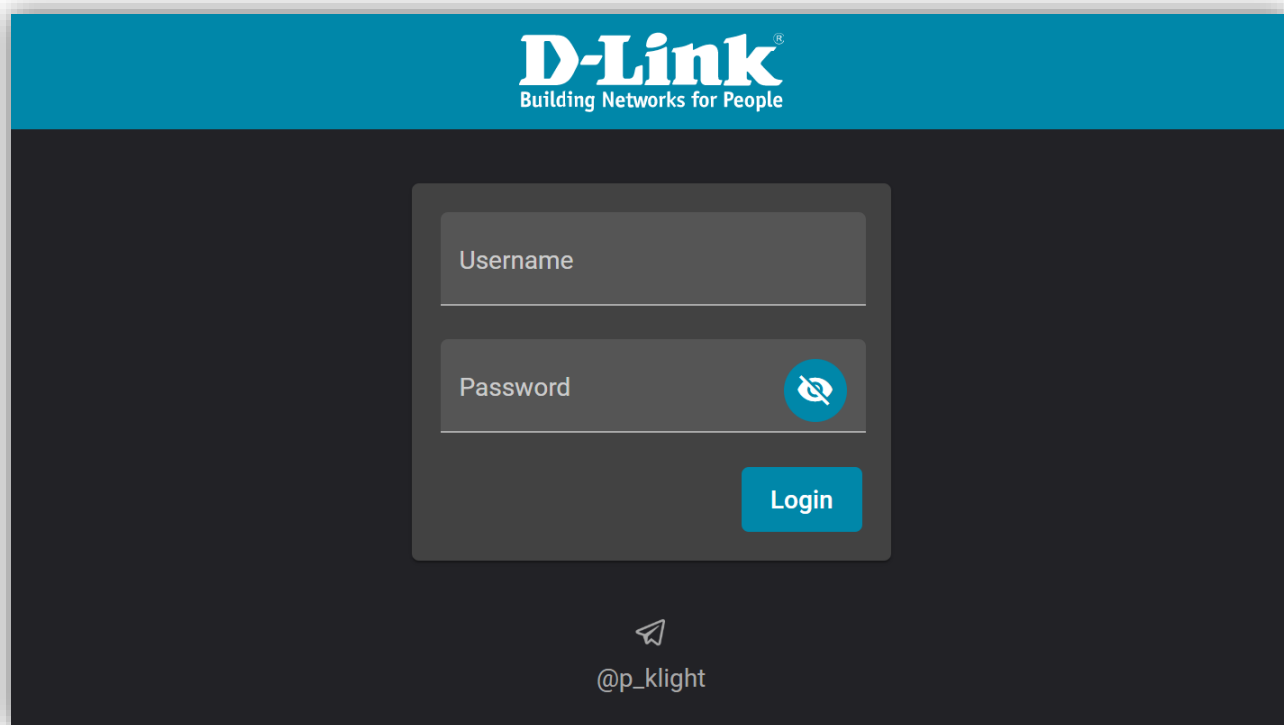 D-Link®
Building Networks for People
Username
Password
Login
@p_klight